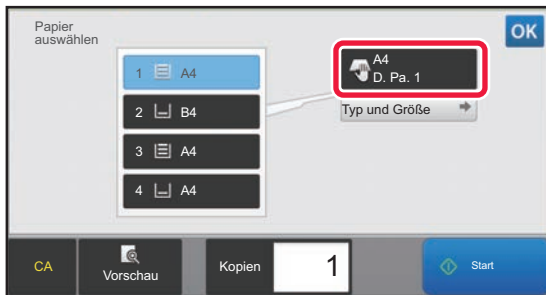 Papier
auswählen
OK
1 A4
2 B4
3 A4
4 A4
A4
D. Pa. 1
Typ und Größe
CA
Vorschau
Kopien
1
Start